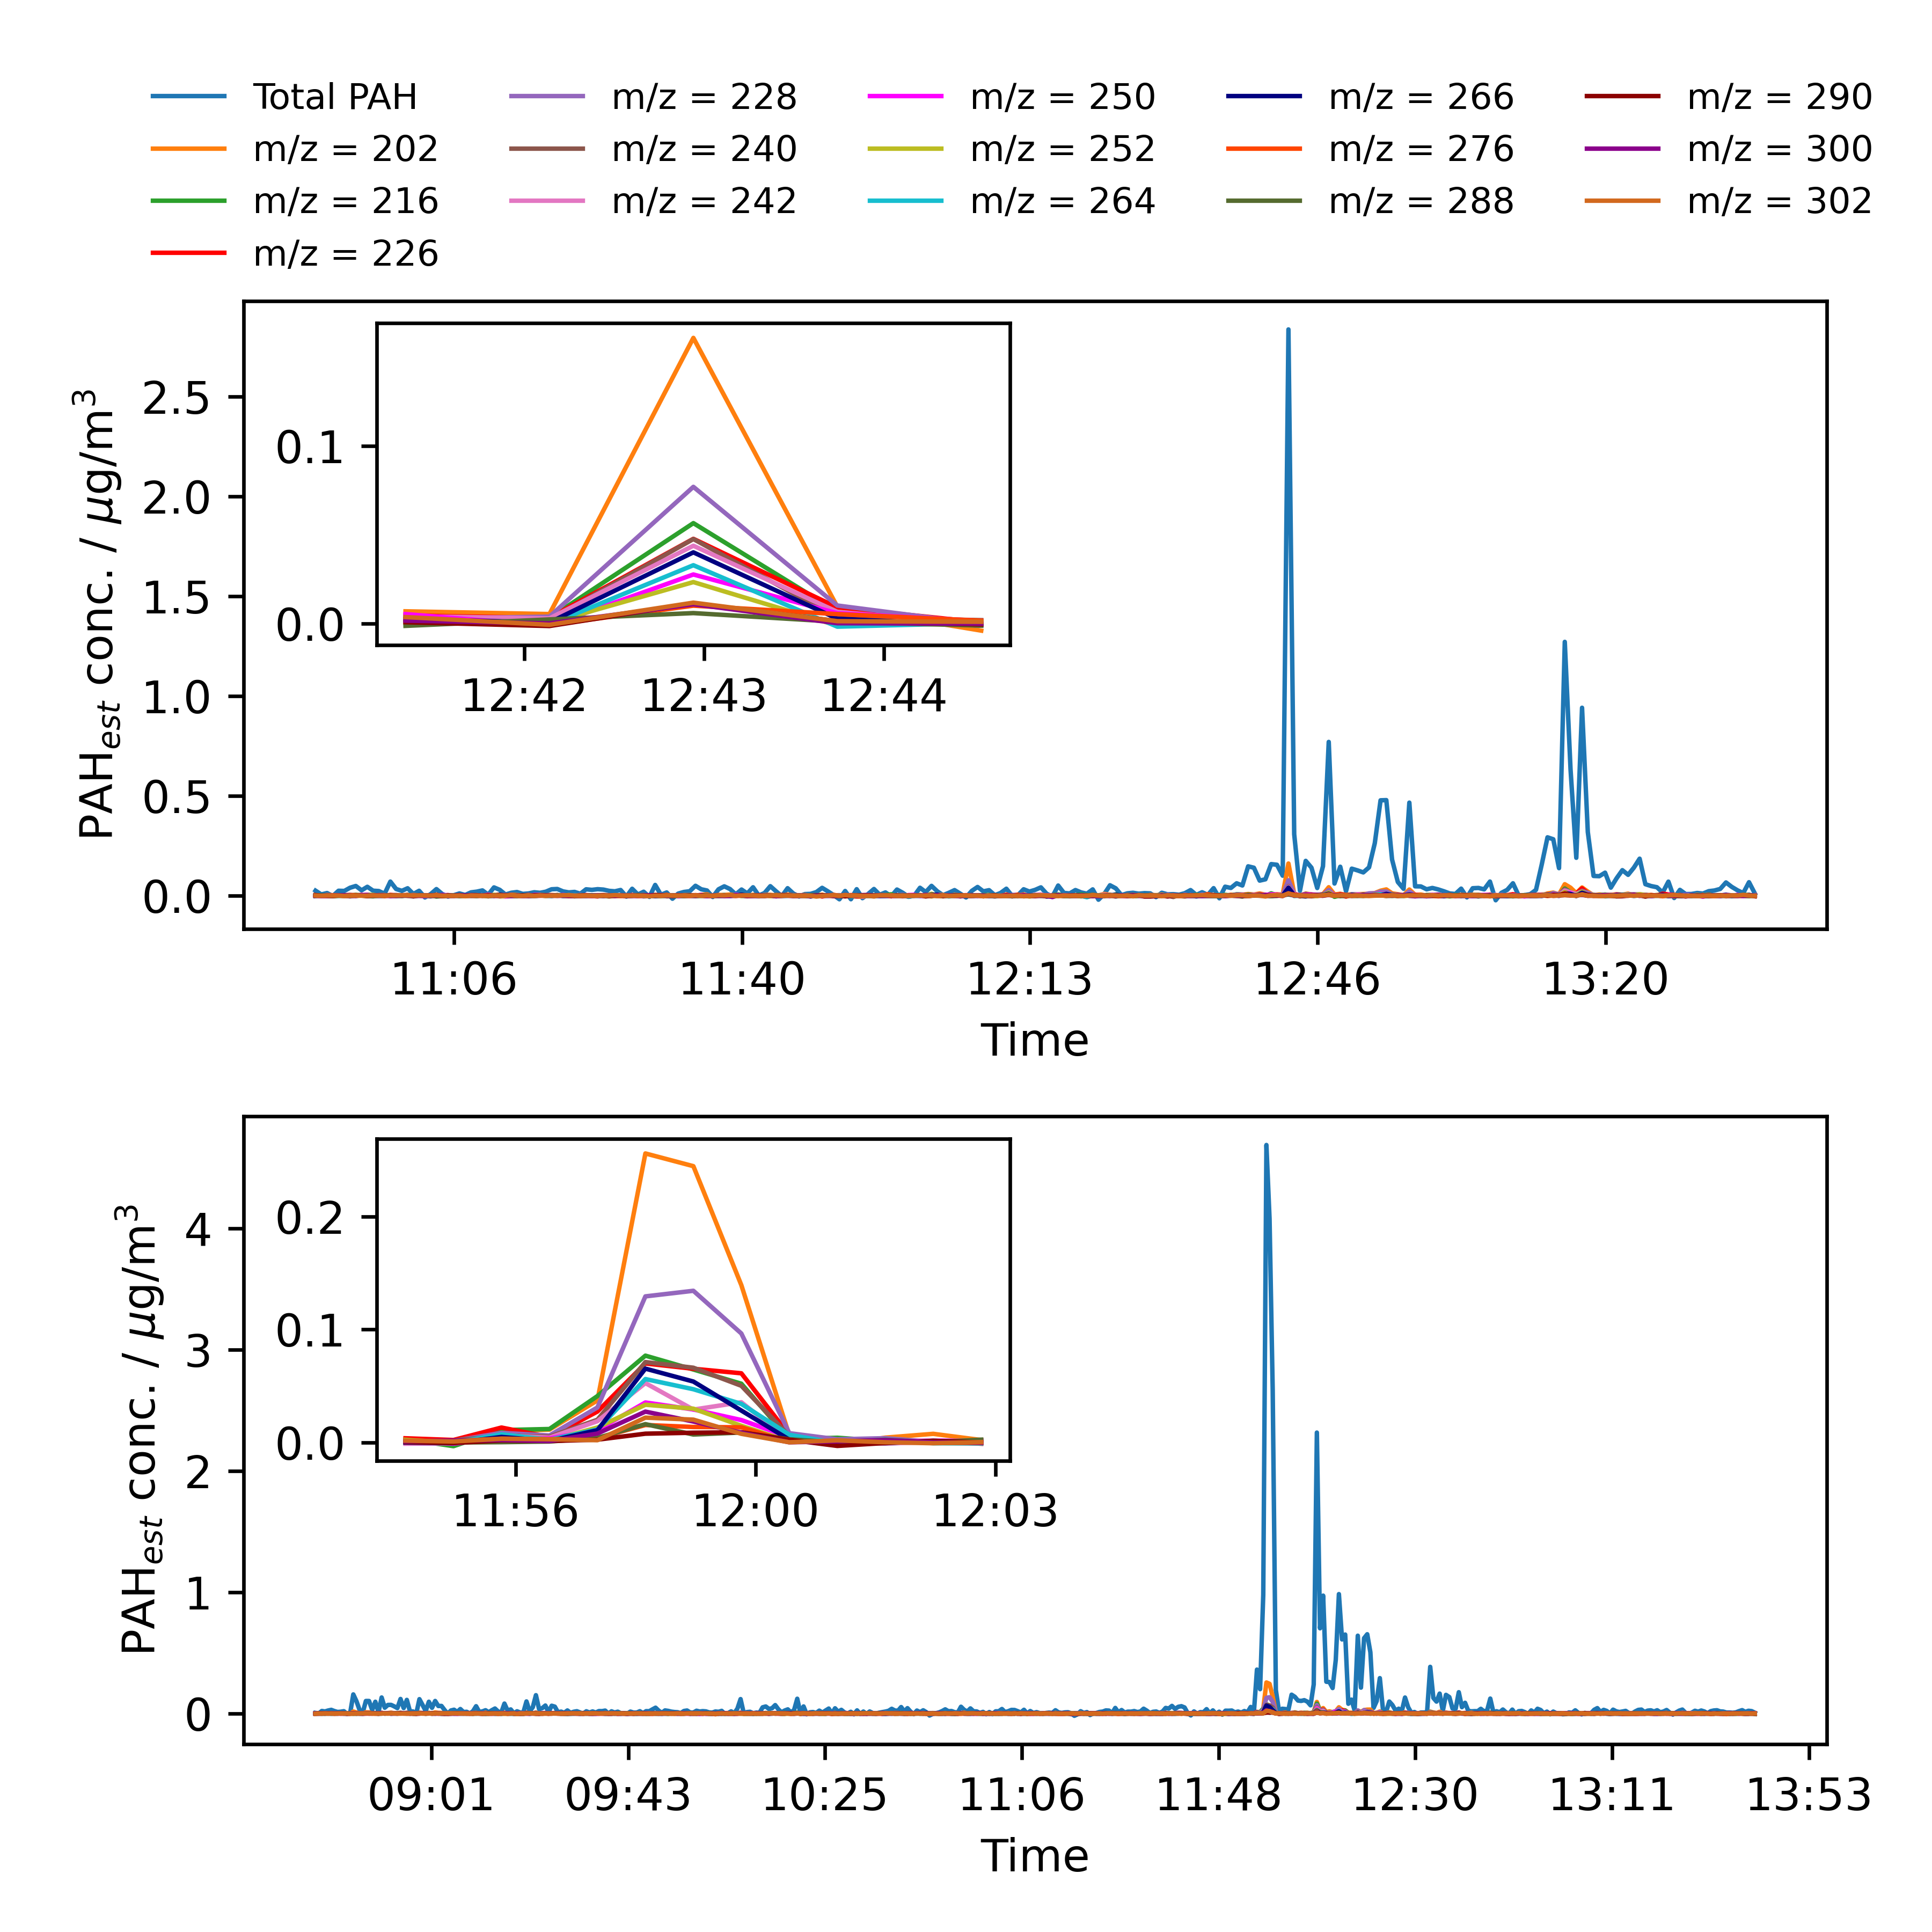 Total PAH m/z = 228 m/z = 250 m/z = 266 m/z = 290
m/z = 202 m/z = 240 m/z = 252 m/z = 276 m/z = 300
m/z = 216 m/z = 242 m/z = 264 m/z = 288 m/z = 302
m/z = 226
PAHest conc. / μg/m³
2.5
2.0
1.5
1.0
0.5
0.0
0.1
0.0
12:42 12:43 12:44
11:06 11:40 12:13 12:46 13:20
Time
PAHest conc. / μg/m³
4
3
2
1
0
0.2
0.1
0.0
11:56 12:00 12:03
09:01 09:43 10:25 11:06 11:48 12:30 13:11 13:53
Time